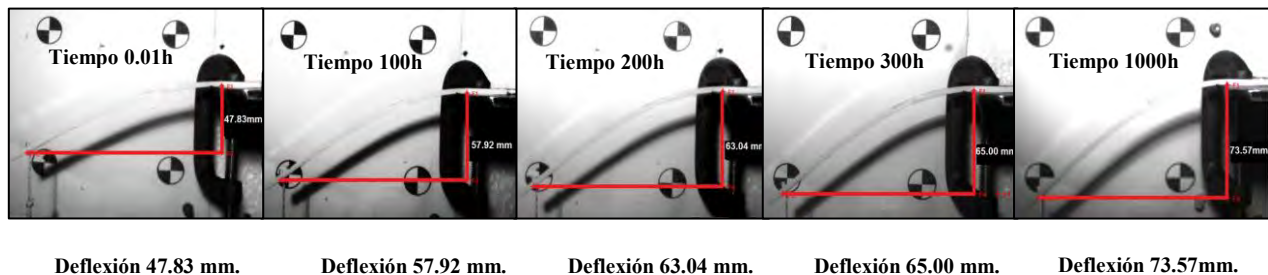 Tiempo 0.01h
47.83mm
Tiempo 100h
57.92 mm
Tiempo 200h
63.04 mm
Tiempo 300h
65.00 mm
Tiempo 1000h
73.57mm
Deflexión 47.83 mm.
Deflexión 57.92 mm.
Deflexión 63.04 mm.
Deflexión 65.00 mm.
Deflexión 73.57mm.